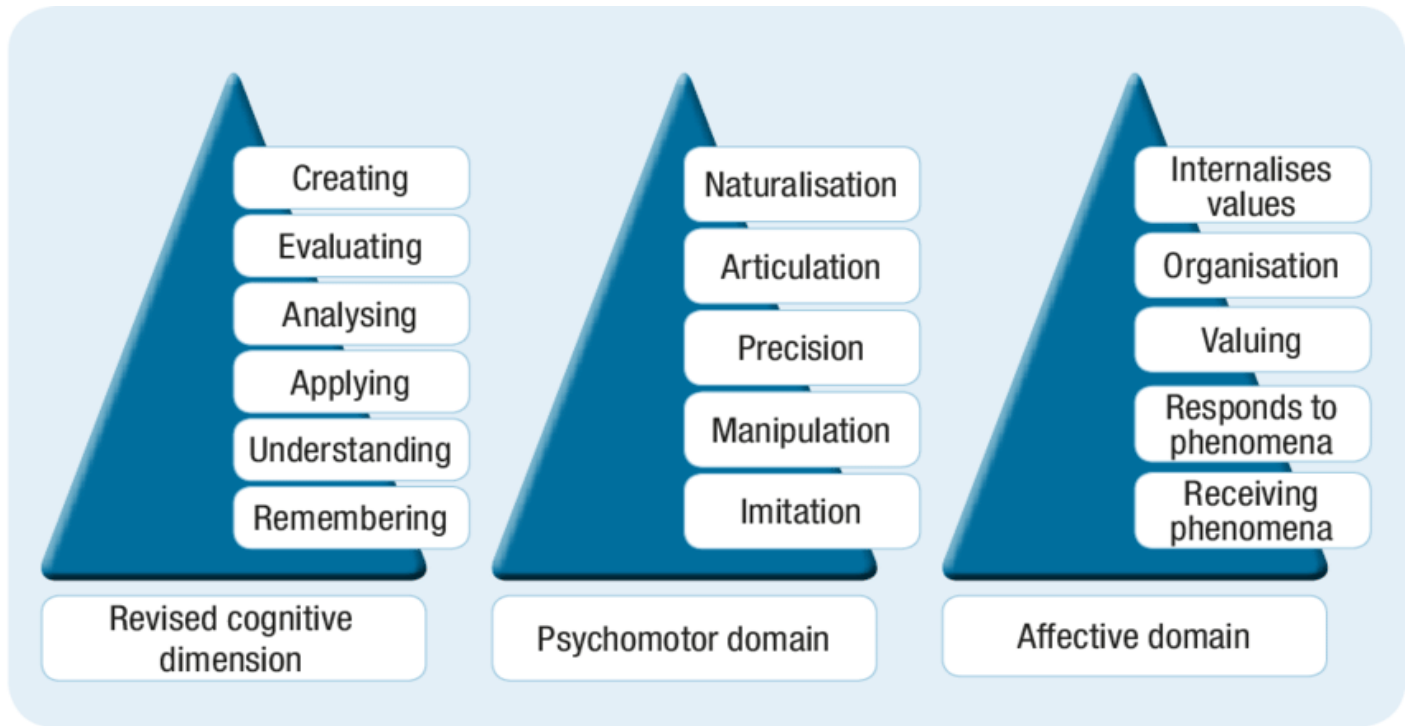 Creating
Evaluating
Analysing
Applying
Understanding
Remembering
Revised cognitive
dimension
Naturalisation
Articulation
Precision
Manipulation
Imitation
Psychomotor domain
Internalises
values
Organisation
Valuing
Responds to
phenomena
Receiving
phenomena
Affective domain